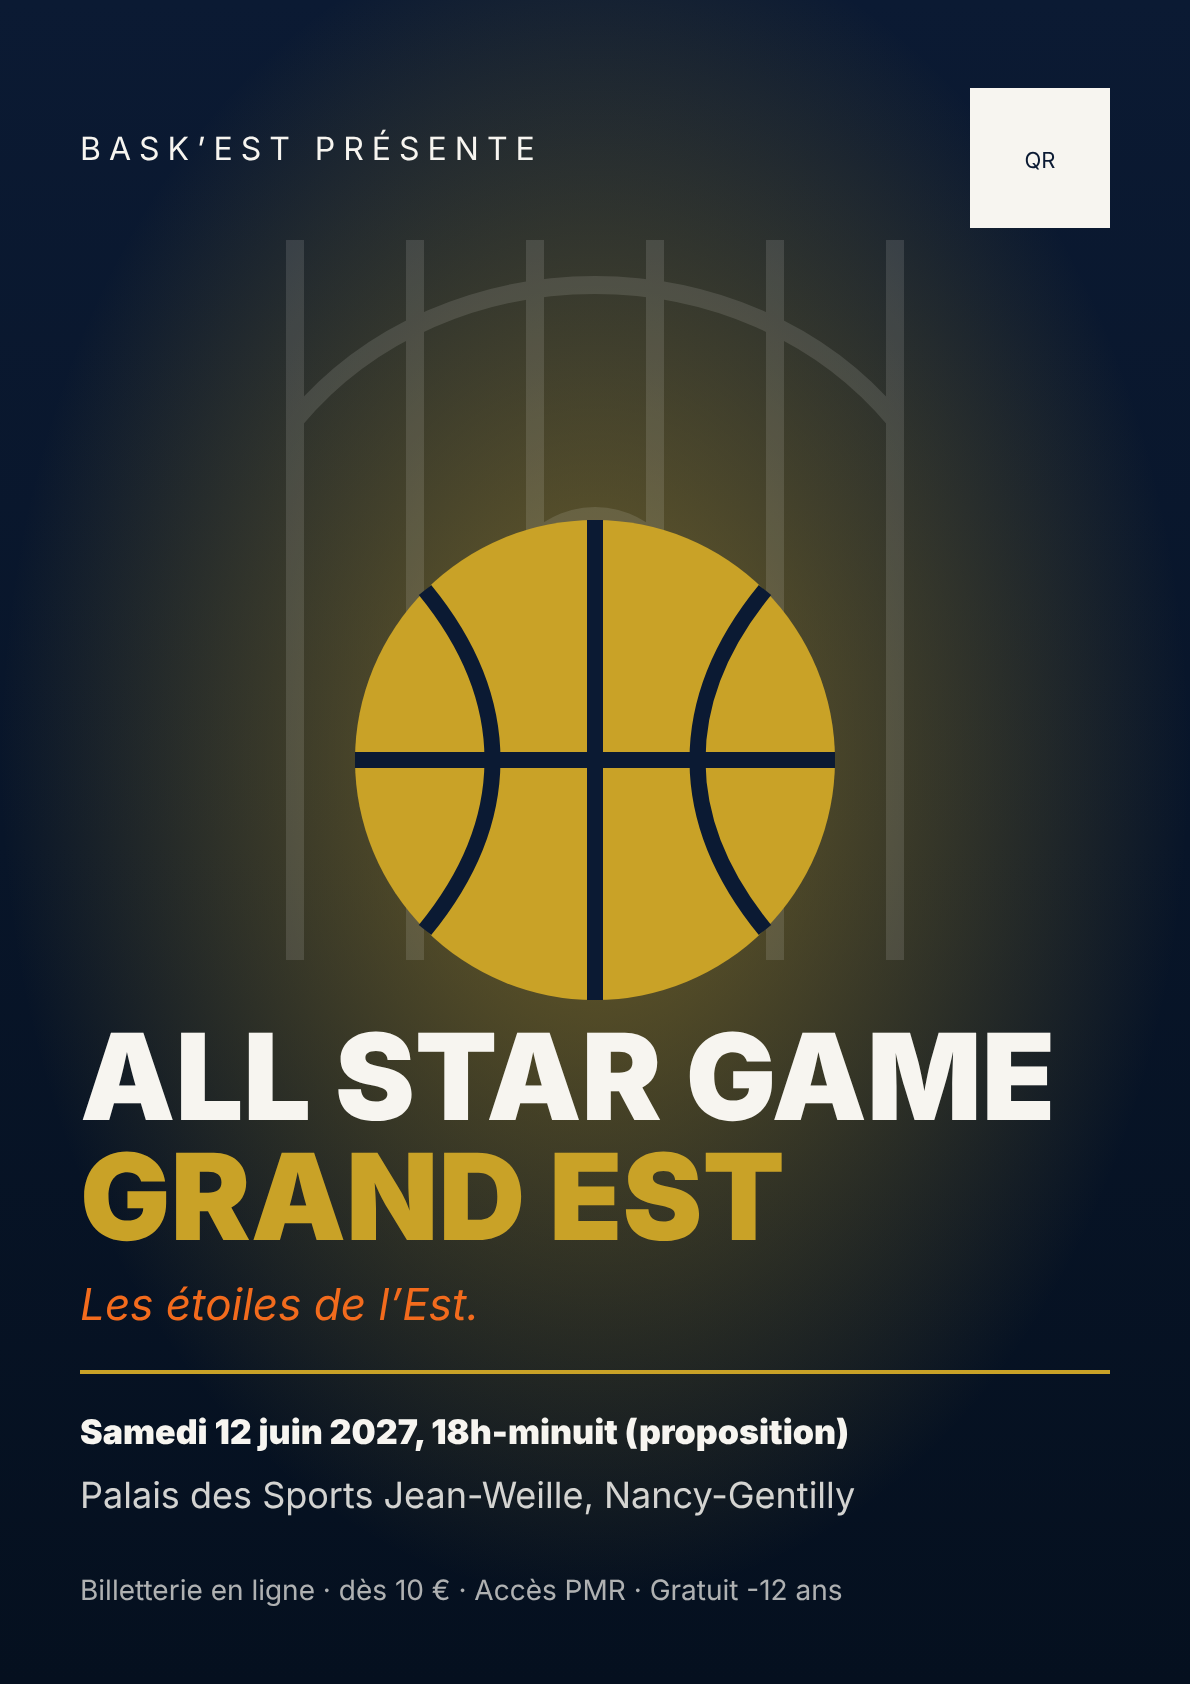 BASK’EST PRÉSENTE
QR
ALL STAR GAME
GRAND EST
Les étoiles de l’Est.
Samedi 12 juin 2027, 18h-minuit (proposition)
Palais des Sports Jean-Weille, Nancy-Gentilly
Billetterie en ligne · dès 10 € · Accès PMR · Gratuit -12 ans